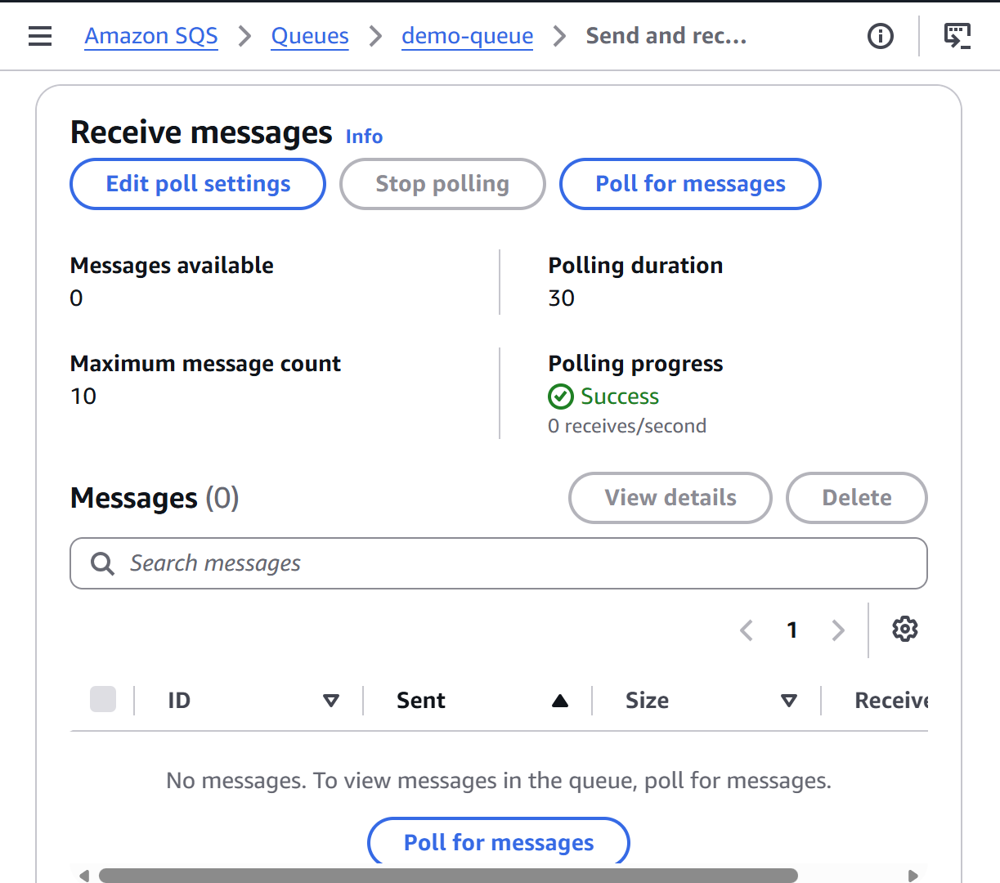 Amazon SQS > Queues > demo-queue > Send and rec...
Receive messages Info
Edit poll settings Stop polling Poll for messages
Messages available Polling duration
0 30
Maximum message count Polling progress
10 Success
0 receives/second
Messages (0) View details Delete
Search messages
1
ID Sent Size Receive
No messages. To view messages in the queue, poll for messages.
Poll for messages